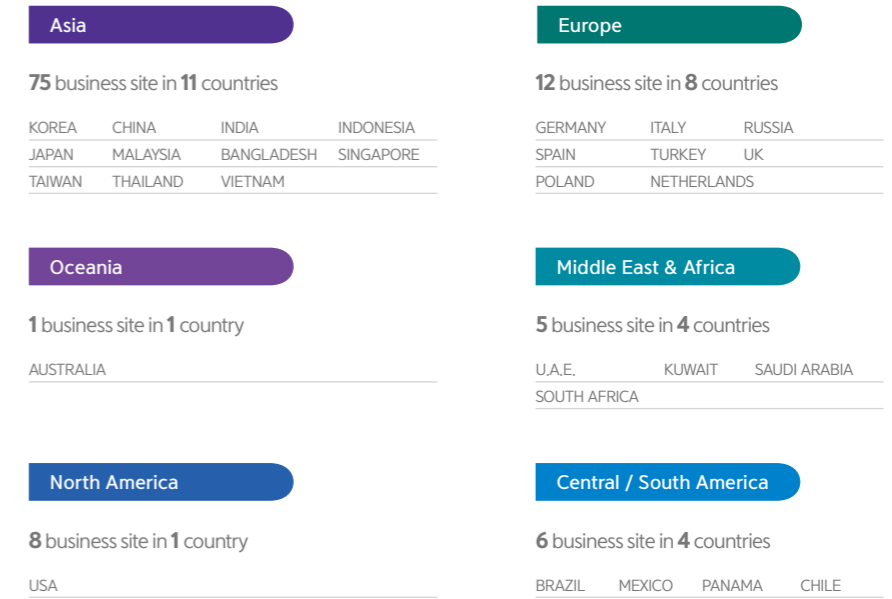 Asia
75 business site in 11 countries
KOREA CHINA INDIA INDONESIA
JAPAN MALAYSIA BANGLADESH SINGAPORE
TAIWAN THAILAND VIETNAM
Europe
12 business site in 8 countries
GERMANY ITALY RUSSIA
SPAIN TURKEY UK
POLAND NETHERLANDS
Oceania
1 business site in 1 country
AUSTRALIA
Middle East & Africa
5 business site in 4 countries
U.A.E. KUWAIT SAUDI ARABIA
SOUTH AFRICA
North America
8 business site in 1 country
USA
Central / South America
6 business site in 4 countries
BRAZIL MEXICO PANAMA CHILE